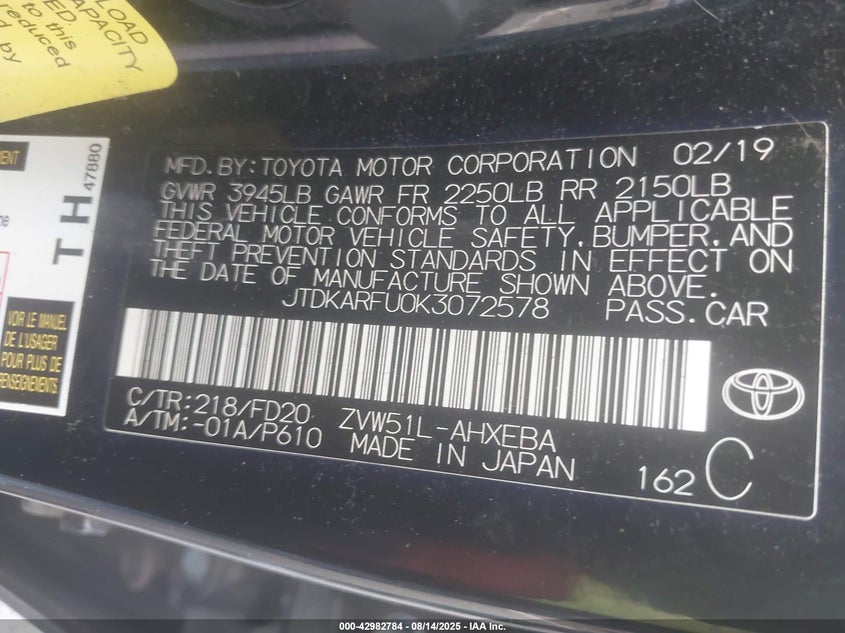 LOAD
CAPACITY
ED.
to this
reduced
d by
MENT
ne
TH
47880
VOIR LE MANUEL
DE L'USAGER
POUR PLUS DE
RENSEIGNEMENTS
MFD.BY:TOYOTA MOTOR CORPORATION 02/19
GVWR 3945LB GAWR FR 2250LB RR 2150LB
THIS VEHICLE CONFORMS TO ALL APPLICABLE
FEDERAL MOTOR VEHICLE SAFETY,BUMPER,AND
THEFT PREVENTION STANDARDS IN EFFECT ON
THE DATE OF MANUFACTURE SHOWN ABOVE.
JTDKARFU0K3072578 PASS.CAR
C/TR:218/FD20 ZVW51L-AHXEBA
A/TM:-01A/P610 MADE IN JAPAN
162 C
000-42982784 - 08/14/2025 - IAA Inc.